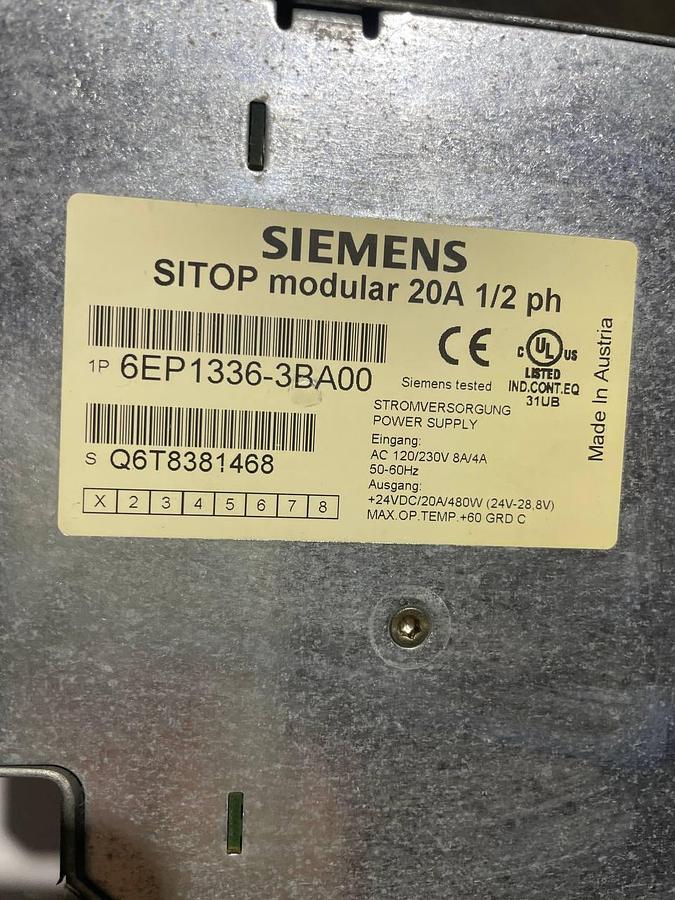 SIEMENS
SITOP modular 20A 1/2 ph
1P 6EP1336-3BA00
S Q6T8381468
X 2 3 4 5 6 7 8
CE
Siemens tested
C UL US
LISTED
IND.CONT.EQ
31UB
STROMVERSORGUNG
POWER SUPPLY
Eingang:
AC 120/230V 8A/4A
50-60Hz
Ausgang:
+24VDC/20A/480W (24V-28,8V)
MAX.OP.TEMP.+60 GRD C
Made In Austria